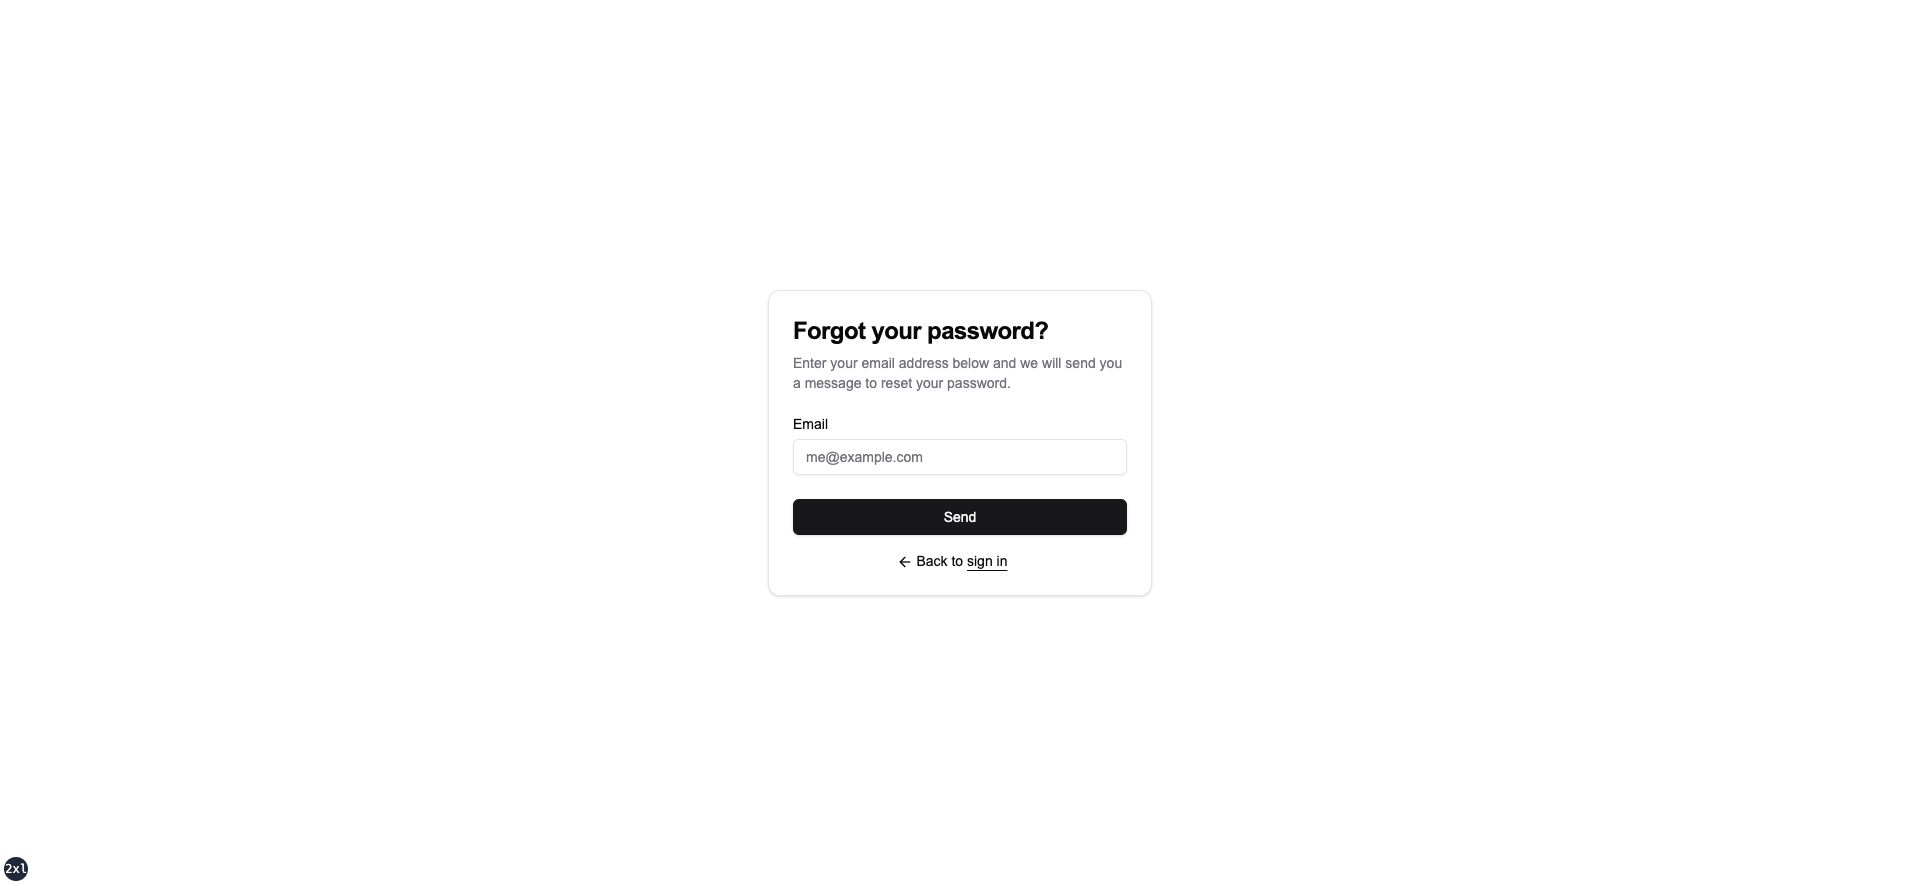 Forgot your password?
Enter your email address below and we will send you
a message to reset your password.
Email
me@example.com
Send
Back to sign in
2xl